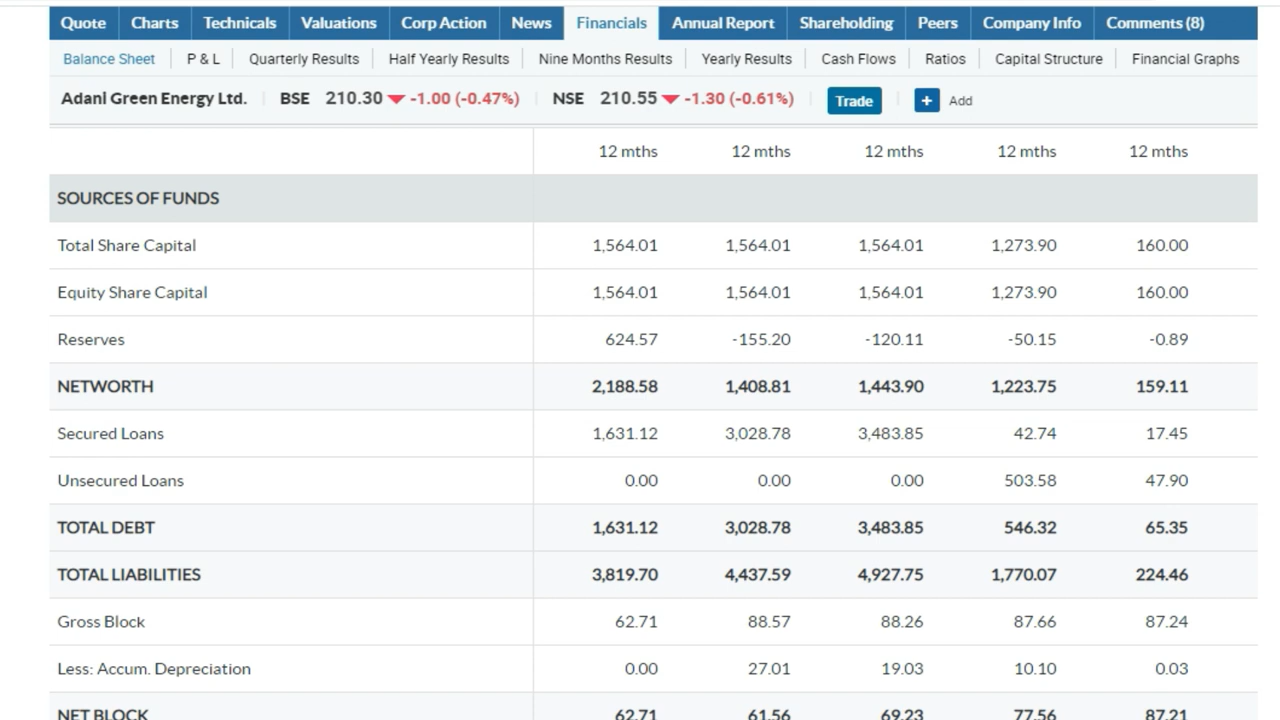 Quote Charts Technicals Valuations Corp Action News Financials Annual Report Shareholding Peers Company Info Comments (8)
Balance Sheet P & L Quarterly Results Half Yearly Results Nine Months Results Yearly Results Cash Flows Ratios Capital Structure Financial Graphs
Adani Green Energy Ltd. BSE 210.30 -1.00 (-0.47%) NSE 210.55 -1.30 (-0.61%) Trade + Add
12 mths 12 mths 12 mths 12 mths 12 mths
SOURCES OF FUNDS
Total Share Capital 1,564.01 1,564.01 1,564.01 1,273.90 160.00
Equity Share Capital 1,564.01 1,564.01 1,564.01 1,273.90 160.00
Reserves 624.57 -155.20 -120.11 -50.15 -0.89
NETWORTH 2,188.58 1,408.81 1,443.90 1,223.75 159.11
Secured Loans 1,631.12 3,028.78 3,483.85 42.74 17.45
Unsecured Loans 0.00 0.00 0.00 503.58 47.90
TOTAL DEBT 1,631.12 3,028.78 3,483.85 546.32 65.35
TOTAL LIABILITIES 3,819.70 4,437.59 4,927.75 1,770.07 224.46
Gross Block 62.71 88.57 88.26 87.66 87.24
Less: Accum. Depreciation 0.00 27.01 19.03 10.10 0.03
NET BLOCK 62.71 61.56 69.23 77.56 87.21